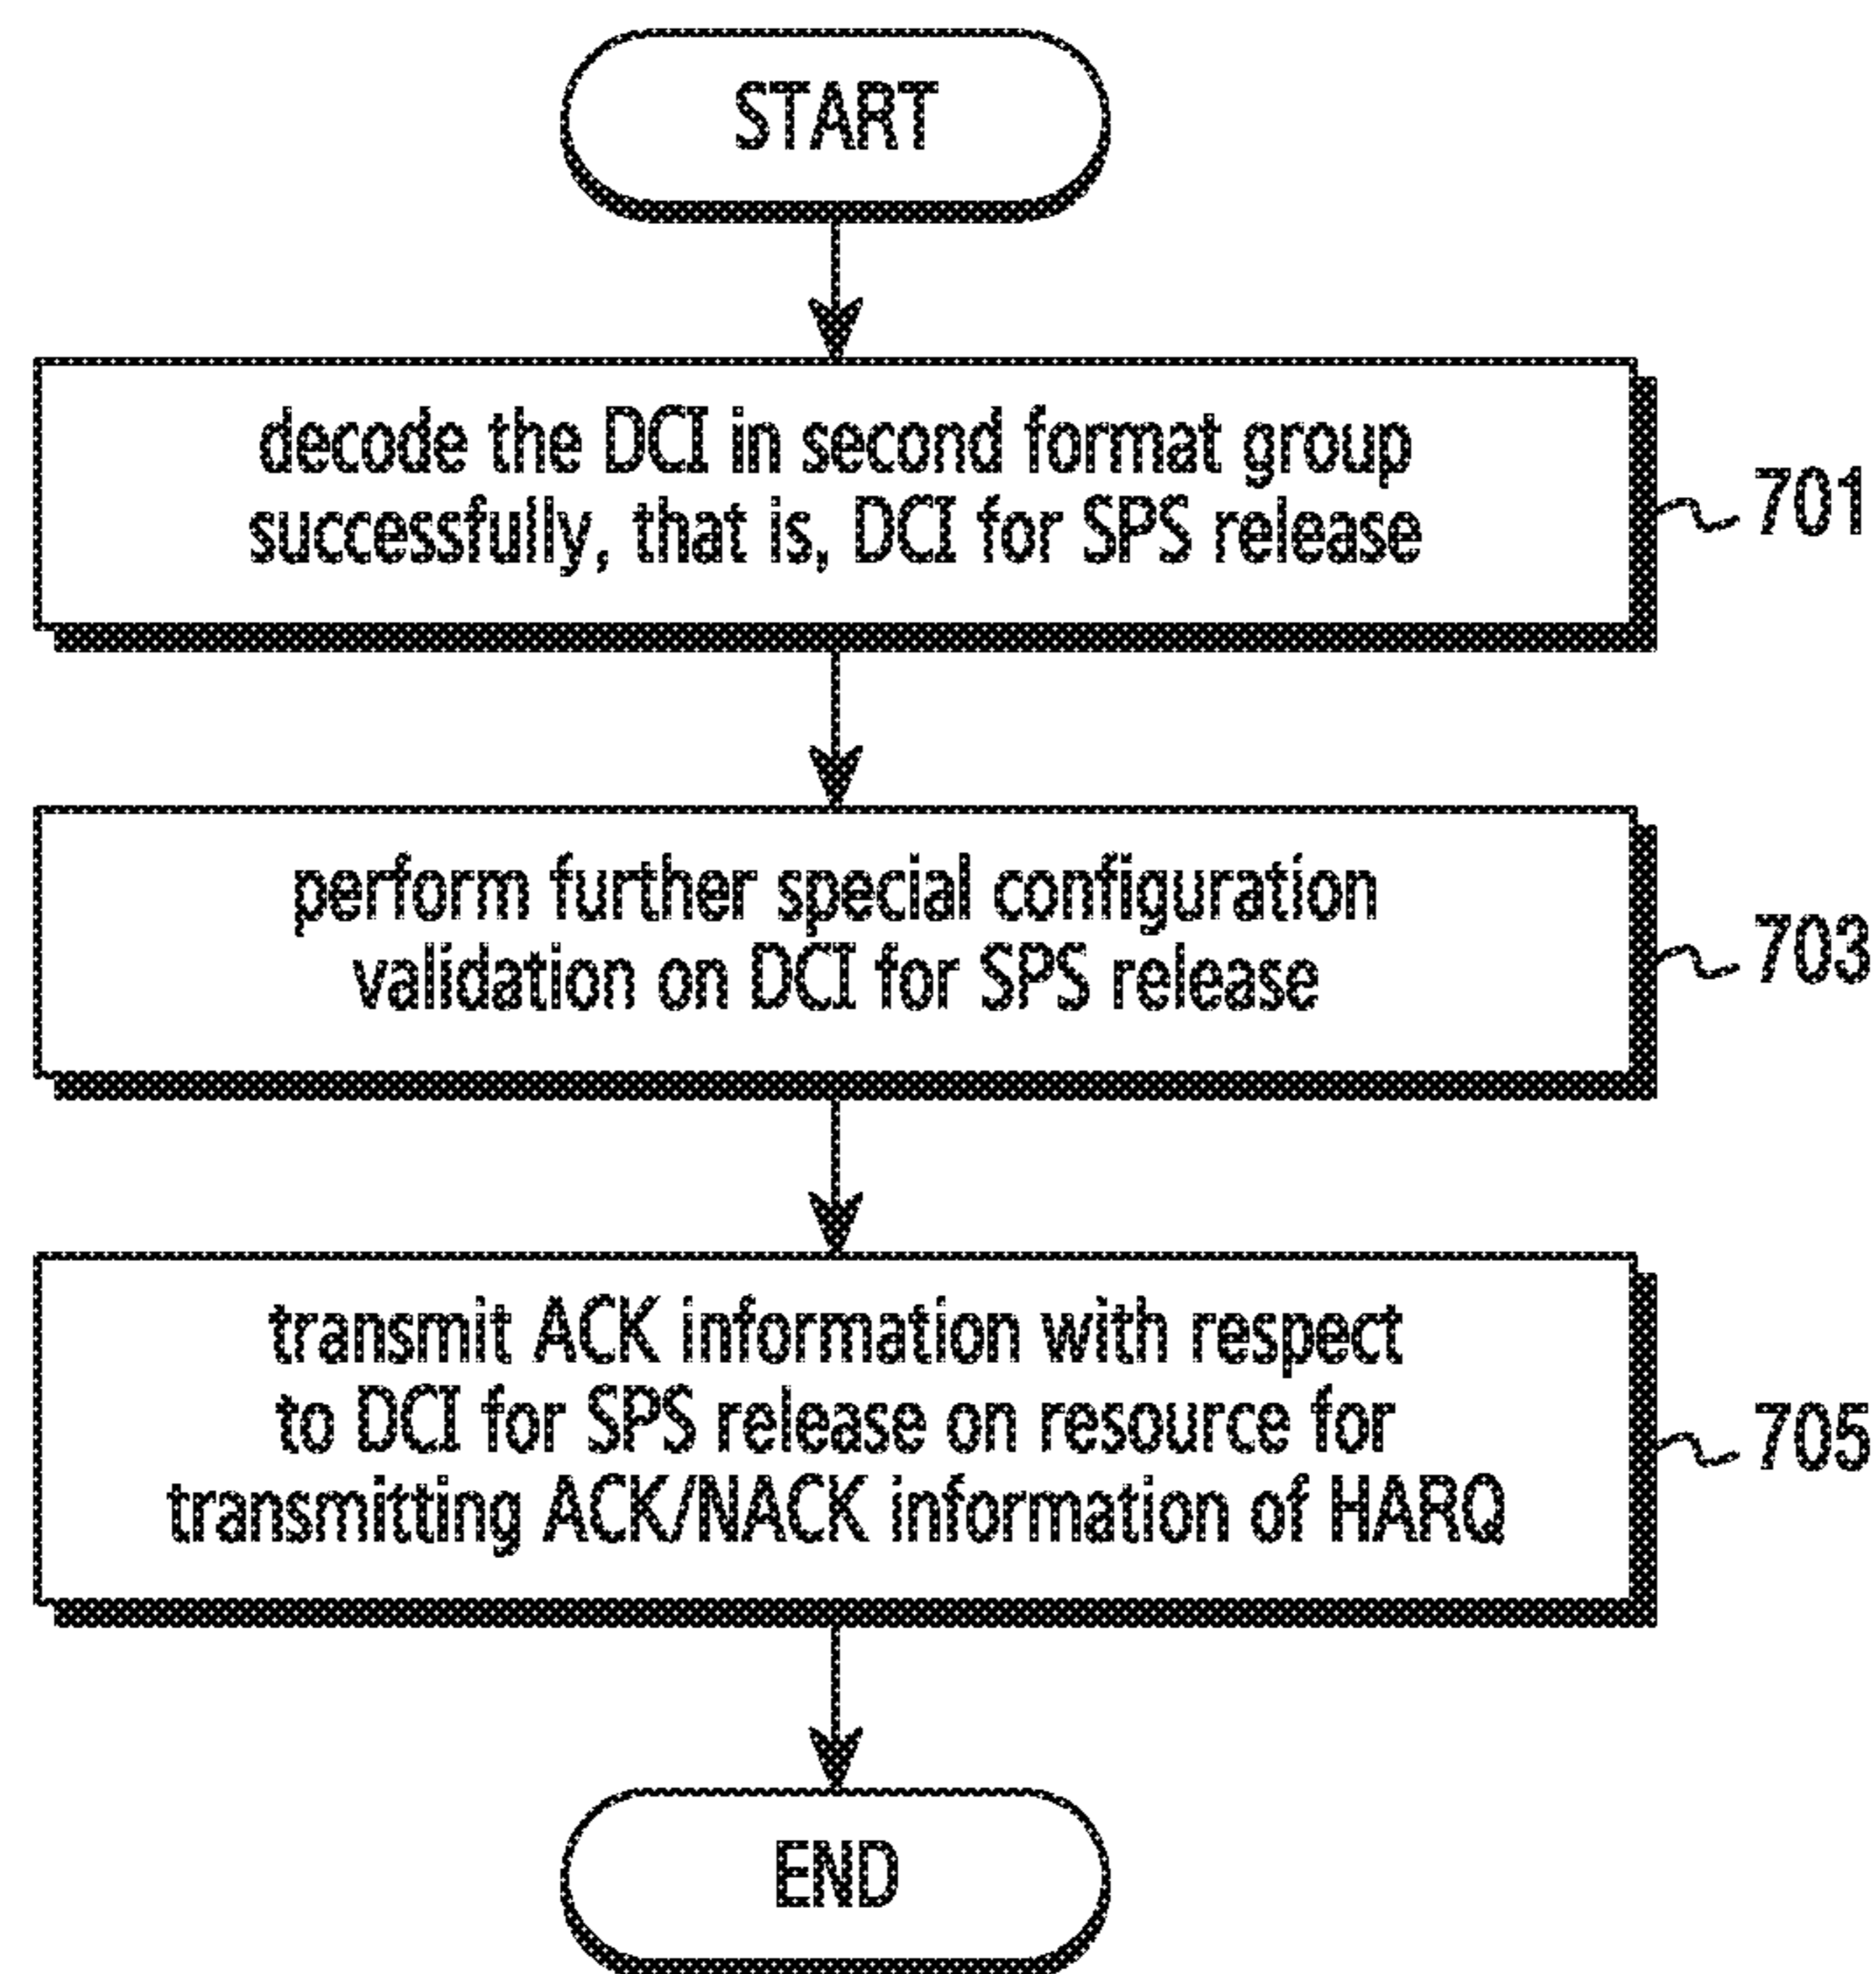 START
decode the DCI in second format group
successfully, that is, DCI for SPS release
701
perform further special configuration
validation on DCI for SPS release
703
transmit ACK information with respect
to DCI for SPS release on resource for
transmitting ACK/NACK information of HARQ
705
END